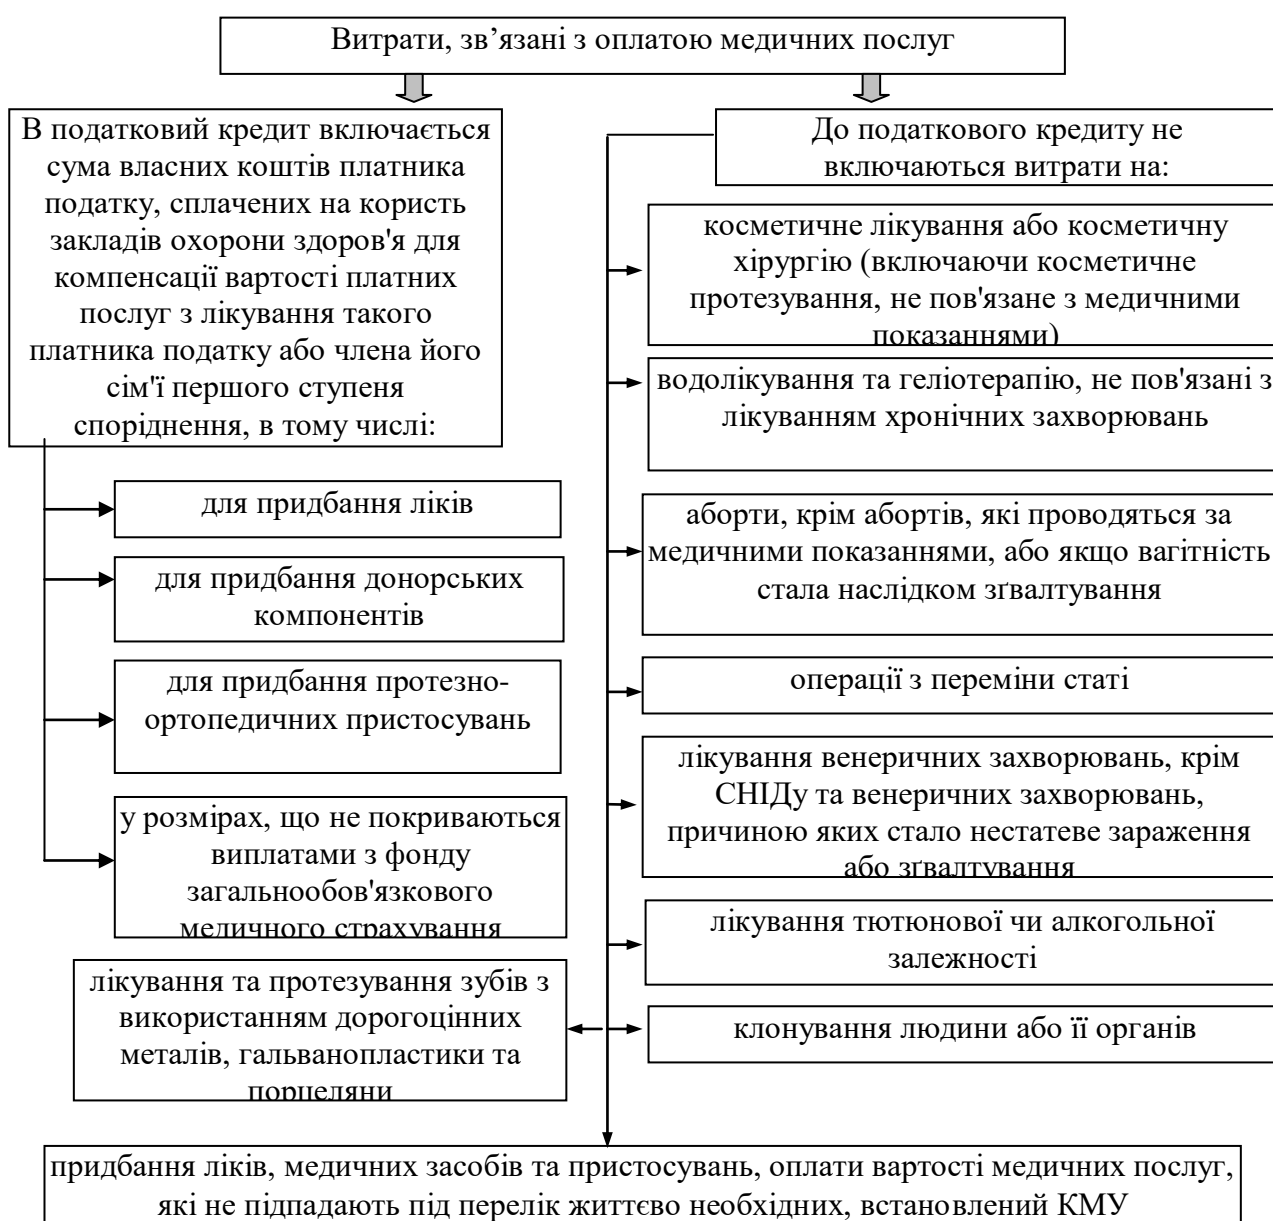 Витрати, зв’язані з оплатою медичних послуг
В податковий кредит включається
сума власних коштів платника
податку, сплачених на користь
закладів охорони здоров'я для
компенсації вартості платних
послуг з лікування такого
платника податку або члена його
сім'ї першого ступеня
споріднення, в тому числі:
для придбання ліків
для придбання донорських
компонентів
для придбання протезно-
ортопедичних пристосувань
у розмірах, що не покриваються
виплатами з фонду
загальнообов'язкового
медичного страхування
До податкового кредиту не
включаються витрати на:
косметичне лікування або косметичну
хірургію (включаючи косметичне
протезування, не пов'язане з медичними
показаннями)
водолікування та геліотерапію, не пов'язані з
лікуванням хронічних захворювань
аборти, крім абортів, які проводяться за
медичними показаннями, або якщо вагітність
стала наслідком зґвалтування
операції з переміни статі
лікування венеричних захворювань, крім
СНІДу та венеричних захворювань,
причиною яких стало нестатеве зараження
або зґвалтування
лікування тютюнової чи алкогольної
залежності
лікування та протезування зубів з
використанням дорогоцінних
металів, гальванопластики та
порцеляни
клонування людини або її органів
придбання ліків, медичних засобів та пристосувань, оплати вартості медичних послуг,
які не підпадають під перелік життєво необхідних, встановлений КМУ